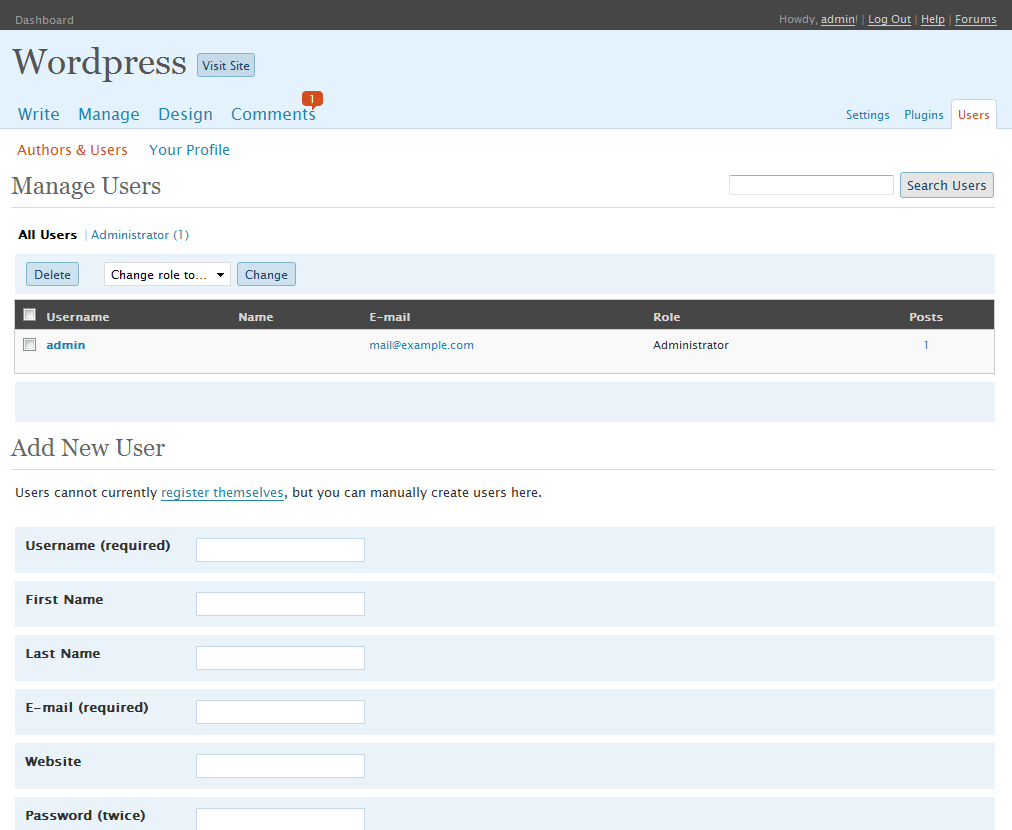 Dashboard Howdy, admin! | Log Out | Help | Forums
Wordpress Visit Site
1
Write Manage Design Comments Settings Plugins Users
Authors & Users Your Profile
Manage Users Search Users
All Users | Administrator (1)
Delete Change role to... Change
Username Name E-mail Role Posts
admin mail@example.com Administrator 1
Add New User
Users cannot currently register themselves, but you can manually create users here.
Username (required)
First Name
Last Name
E-mail (required)
Website
Password (twice)